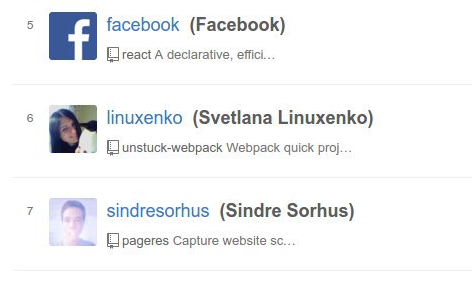 5 facebook (Facebook)
react A declarative, effici…
6 linuxenko (Svetlana Linuxenko)
unstuck-webpack Webpack quick proj…
7 sindresorhus (Sindre Sorhus)
pageres Capture website sc…